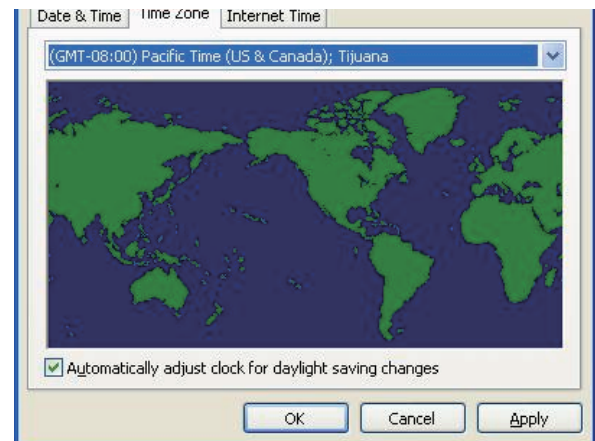 Date & Time Time Zone Internet Time
(GMT-08:00) Pacific Time (US & Canada); Tijuana
Automatically adjust clock for daylight saving changes
OK Cancel Apply